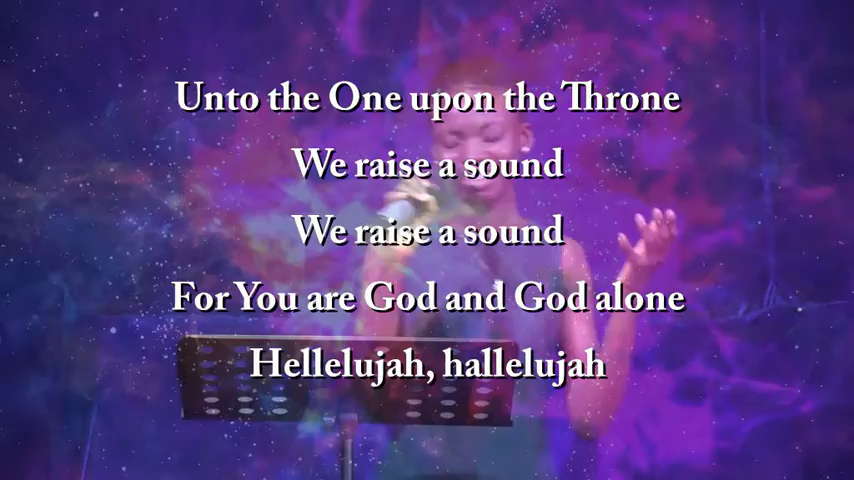 Unto the One upon the Throne
We raise a sound
We raise a sound
For You are God and God alone
Hellelujah, hallelujah